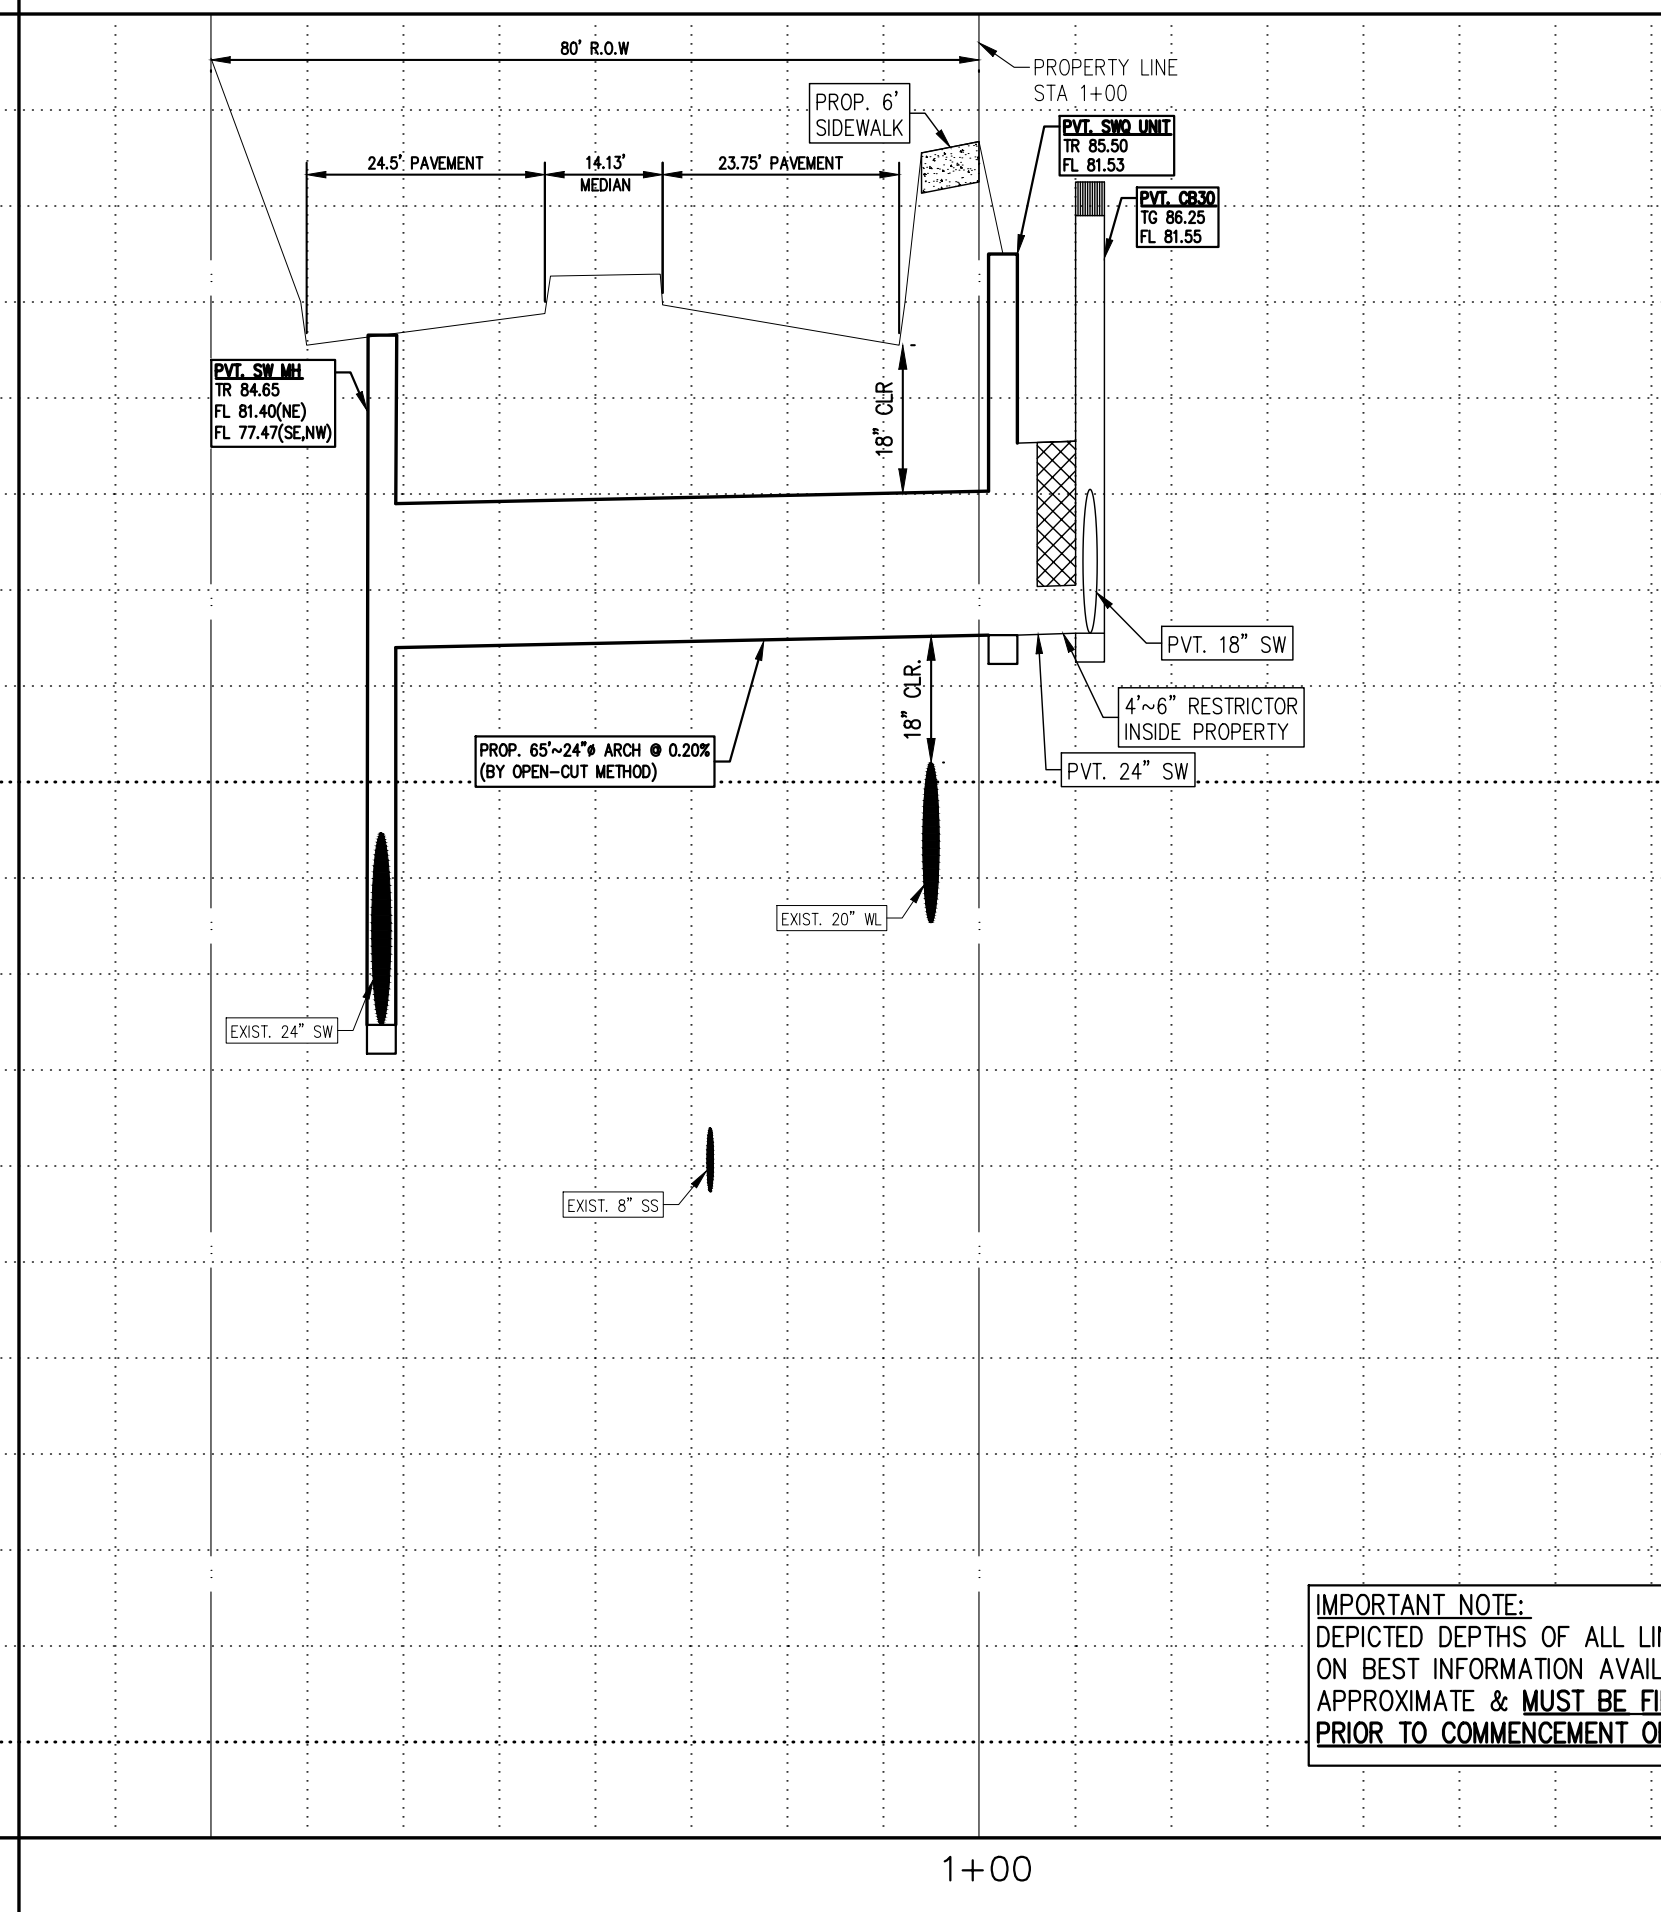 80' R.O.W
PROPERTY LINE
STA 1+00
PROP. 6'
SIDEWALK
PVT. SWQ UNIT
TR 85.50
FL 81.53
24.5' PAVEMENT
14.13'
MEDIAN
23.75' PAVEMENT
PVT. CB30
TG 86.25
FL 81.55
PVT. SW MH
TR 84.65
FL 81.40(NE)
FL 77.47(SE,NW)
18" CLR
PVT. 18" SW
18" CLR.
4'~6" RESTRICTOR
INSIDE PROPERTY
PROP. 65'~24"ø ARCH @ 0.20%
(BY OPEN-CUT METHOD)
PVT. 24" SW
EXIST. 20" WL
EXIST. 24" SW
EXIST. 8" SS
IMPORTANT NOTE:
DEPICTED DEPTHS OF ALL
ON BEST INFORMATION
APPROXIMATE & MUST BE
PRIOR TO COMMENCEMENT
1+00